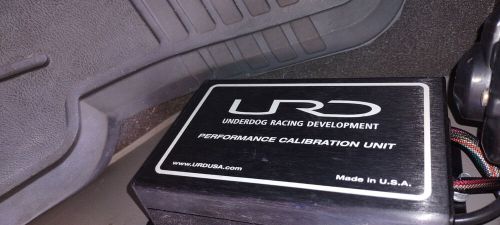 URD
UNDERDOG RACING DEVELOPMENT
PERFORMANCE CALIBRATION UNIT
www.URDUSA.com
Made in U.S.A.